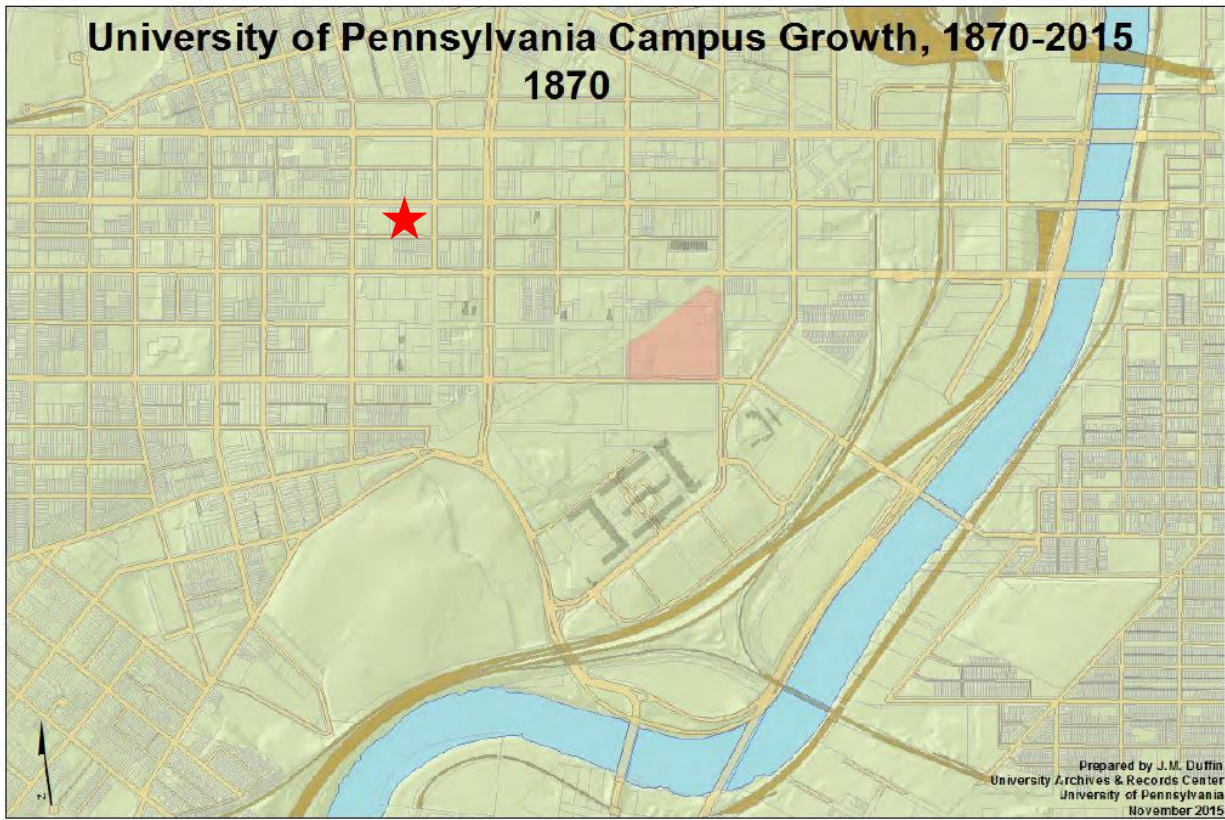 University of Pennsylvania Campus Growth, 1870-2015
1870
N
Prepared by J.M. Duffin
University Archives & Records Center
University of Pennsylvania
November 2015